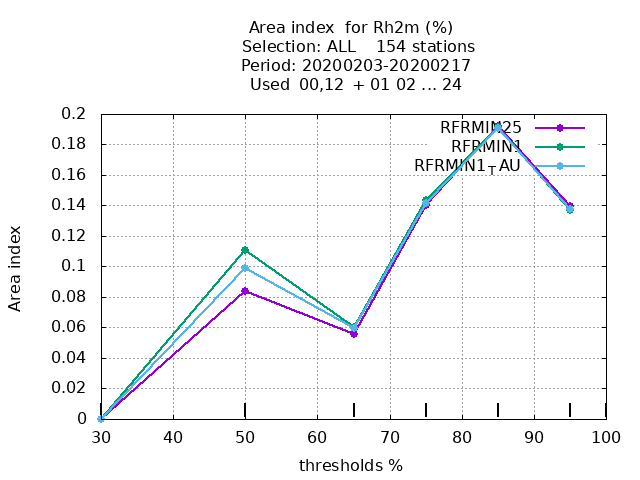 Area index  for Rh2m (%)
Selection: ALL    154 stations
Period: 20200203-20200217
Used  00,12  + 01 02 ... 24
0.2
0.18
0.16
0.14
0.12
0.1
0.08
0.06
0.04
0.02
0
Area index
RFRMIN25
RFRMIN1
RFRMIN1TAU
30 40 50 60 70 80 90 100
thresholds %